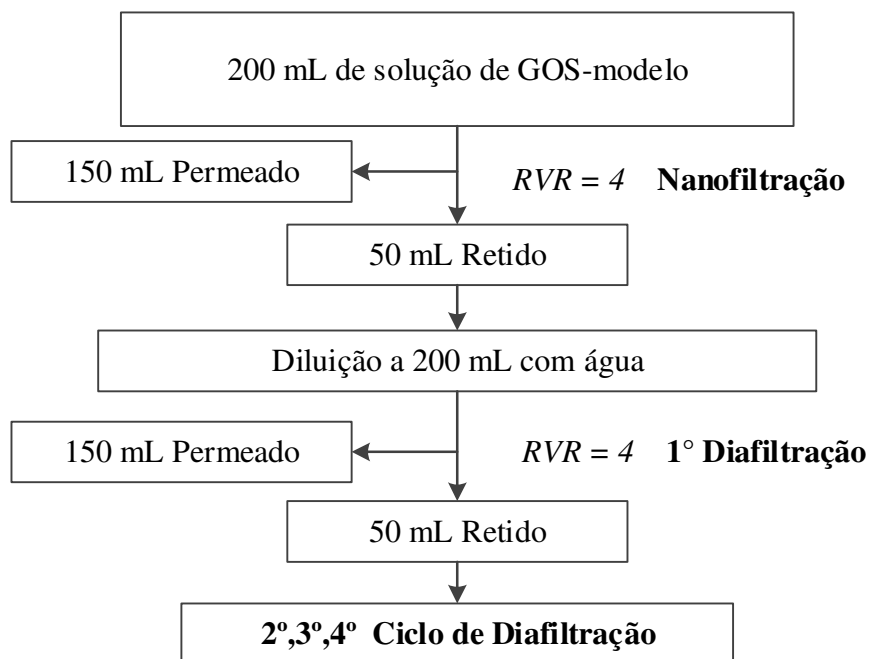 200 mL de solução de GOS-modelo
150 mL Permeado
RVR = 4 Nanofiltração
50 mL Retido
Diluição a 200 mL com água
150 mL Permeado
RVR = 4 1° Diafiltração
50 mL Retido
2º,3º,4º Ciclo de Diafiltração